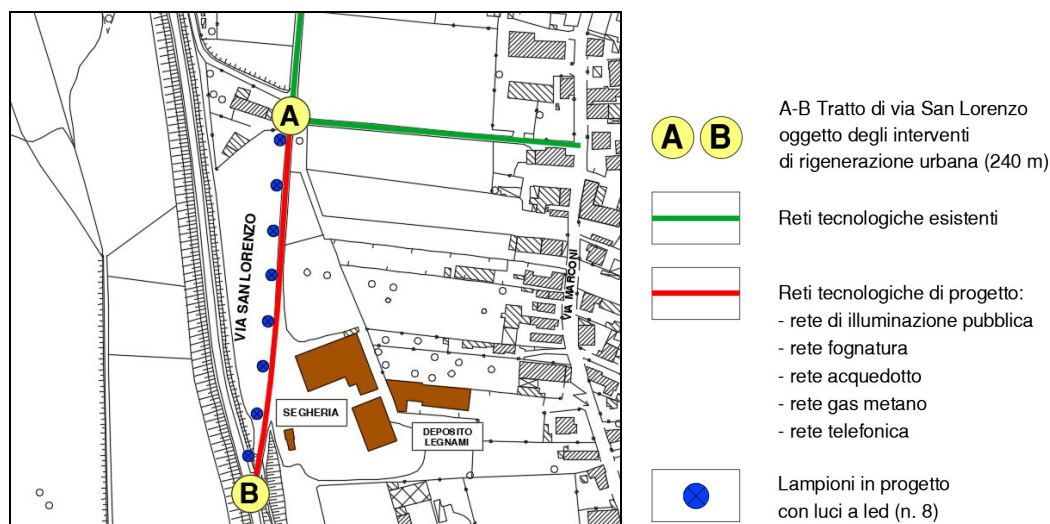 A
VIA SAN LORENZO
VIA MARCONI
SEGHERIA
DEPOSITO
LEGNAMI
B
A B
A-B Tratto di via San Lorenzo
oggetto degli interventi
di rigenerazione urbana (240 m)
Reti tecnologiche esistenti
Reti tecnologiche di progetto:
- rete di illuminazione pubblica
- rete fognatura
- rete acquedotto
- rete gas metano
- rete telefonica
Lampioni in progetto
con luci a led (n. 8)